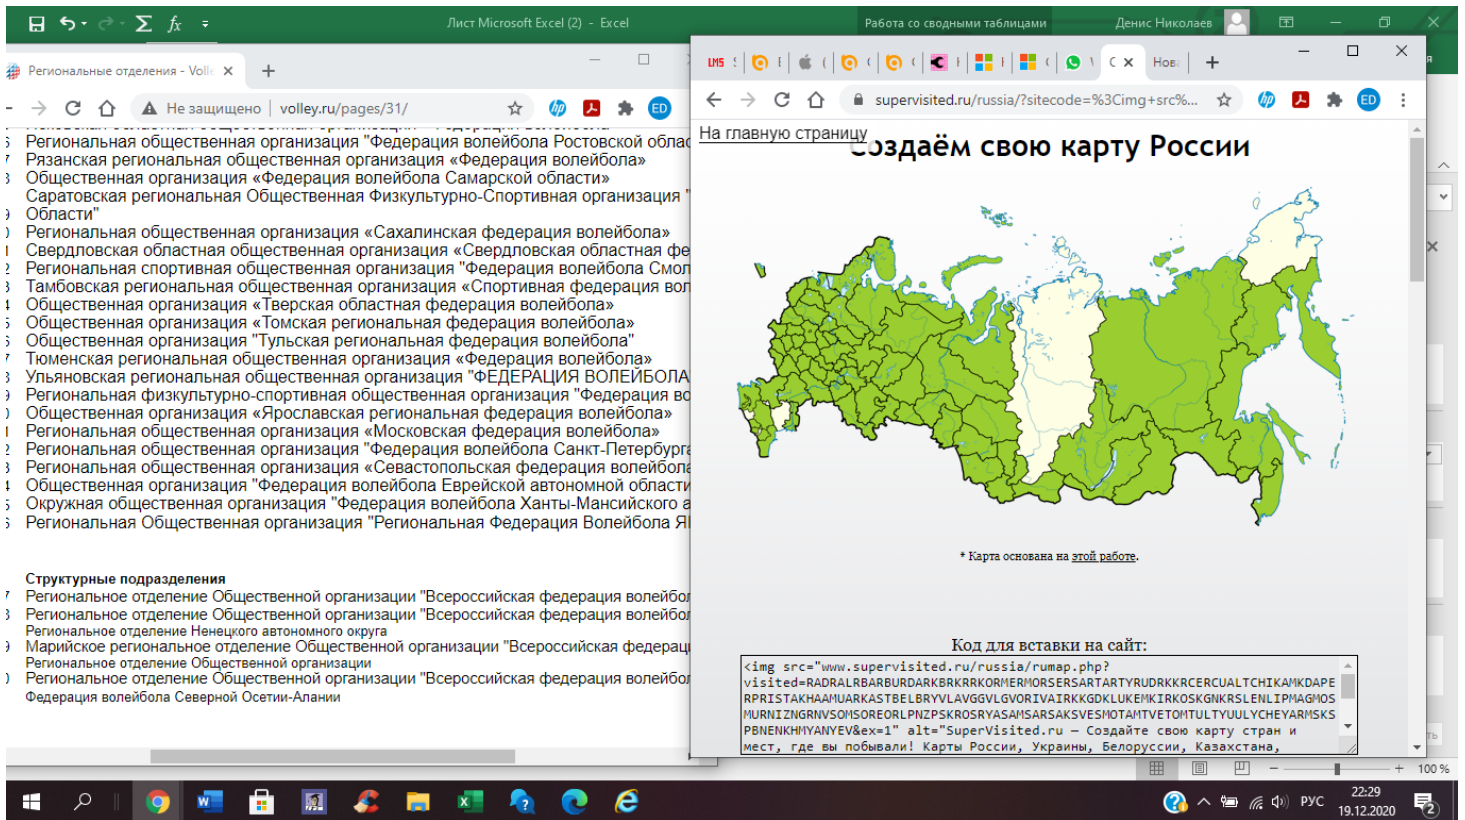 Лист Microsoft Excel (2) - Excel
Работа со сводными таблицами
Денис Николаев
Региональные отделения - Volle
Не защищено
volley.ru/pages/31/
ED
Региональная общественная организация "Федерация волейбола Ростовской облас
Рязанская региональная общественная организация «Федерация волейбола»
Общественная организация «Федерация волейбола Самарской области»
Саратовская региональная Общественная Физкультурно-Спортивная организация "
Области"
Региональная общественная организация «Сахалинская федерация волейбола»
Свердловская областная общественная организация «Свердловская областная фе
Региональная спортивная общественная организация "Федерация волейбола Смол
Тамбовская региональная общественная организация «Спортивная федерация вол
Общественная организация «Тверская областная федерация волейбола»
Общественная организация «Томская региональная федерация волейбола»
Общественная организация "Тульская региональная федерация волейбола"
Тюменская региональная общественная организация «Федерация волейбола»
Ульяновская региональная общественная организация "ФЕДЕРАЦИЯ ВОЛЕЙБОЛА
Региональная физкультурно-спортивная общественная организация "Федерация во
Общественная организация «Ярославская региональная федерация волейбола»
Региональная общественная организация «Московская федерация волейбола»
Региональная общественная организация "Федерация волейбола Санкт-Петербурга
Региональная общественная организация «Севастопольская федерация волейбола
Общественная организация "Федерация волейбола Еврейской автономной области
Окружная общественная организация "Федерация волейбола Ханты-Мансийского а
Региональная Общественная организация "Региональная Федерация Волейбола ЯН
Структурные подразделения
Региональное отделение Общественной организации "Всероссийская федерация волейбол
Региональное отделение Общественной организации "Всероссийская федерация волейбол
Региональное отделение Ненецкого автономного округа
Марийское региональное отделение Общественной организации "Всероссийская федераци
Региональное отделение Общественной организации
Региональное отделение Общественной организации "Всероссийская федерация волейбол
Федерация волейбола Северной Осетии-Алании
LMS
Нова
supervisited.ru/russia/?sitecode=%3Cimg+src%...
ED
На главную страницу
Создаём свою карту России
* Карта основана на этой работе.
Код для вставки на сайт:
<img src="www.supervisited.ru/russia/rumap.php?
visited=RADRALRBARBURDARKBRKRRKORMERMORSERSARTARTYRUDRKKRCERCUALTCHIKAMKDAPE
RPRISTAKHAAMUARKASTBELBRYVLAVGGVLGVORIVAIRKKGDKLUKEMKIRKOSKGNKRSLENLIPMAGMOS
MURNIZNGRNVSOMSOREORLPNZPSKROSRYASAMSARSAKSVESMOTAMTVETOMTULTYUULYCHEYARMSKS
PBNENKHMYANYEV&ex=1" alt="SuperVisited.ru – Создайте свою карту стран и
мест, где вы побывали! Карты России, Украины, Белоруссии, Казахстана,
100 %
РУС
22:29
19.12.2020